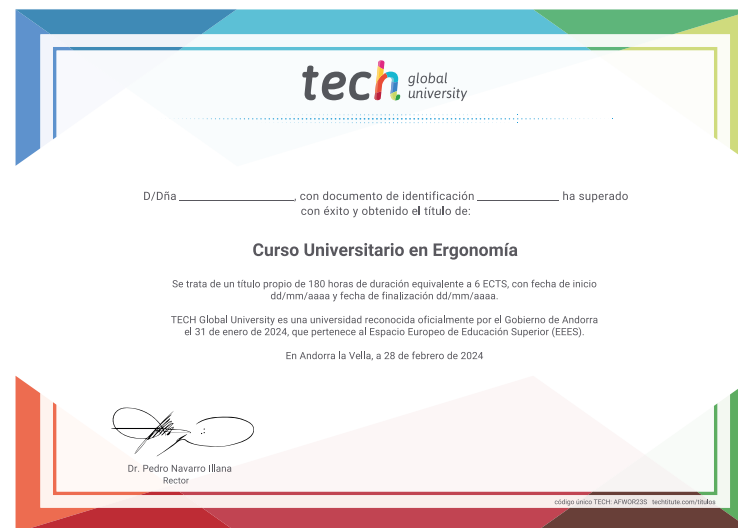 tech global university
D/Dña ____________________, con documento de identificación ______________ ha superado
con éxito y obtenido el título de:
Curso Universitario en Ergonomía
Se trata de un título propio de 180 horas de duración equivalente a 6 ECTS, con fecha de inicio
dd/mm/aaaa y fecha de finalización dd/mm/aaaa.
TECH Global University es una universidad reconocida oficialmente por el Gobierno de Andorra
el 31 de enero de 2024, que pertenece al Espacio Europeo de Educación Superior (EEES).
En Andorra la Vella, a 28 de febrero de 2024
Dr. Pedro Navarro Illana
Rector
código único TECH: AFWOR23S techtitute.com/titulos